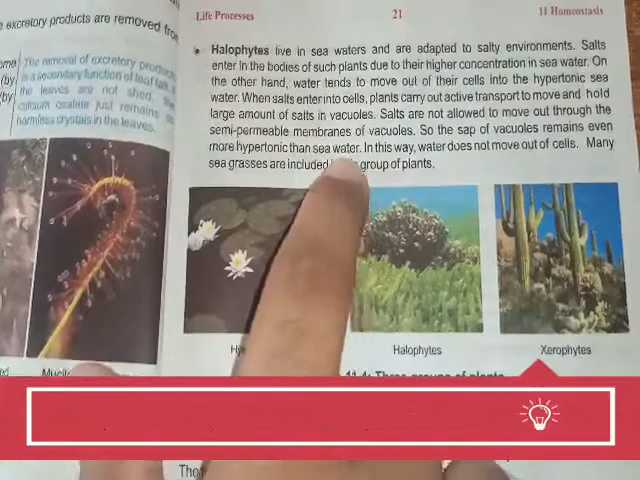 excretory products are removed from
The removal of excretory products
is a secondary function of leaf fall. If
the leaves are not shed, the
calcium oxalate just remains as
harmless crystals in the leaves.
Life Processes 21 11 Homeostasis
Halophytes live in sea waters and are adapted to salty environments. Salts
enter In the bodies of such plants due to their higher concentration in sea water. On
the other hand, water tends to move out of their cells into the hypertonic sea
water. When salts enter into cells, plants carry out active transport to move and hold
large amount of salts in vacuoles. Salts are not allowed to move out through the
semi-permeable membranes of vacuoles. So the sap of vacuoles remains even
more hypertonic than sea water. In this way, water does not move out of cells. Many
sea grasses are included group of plants.
Halophytes Xerophytes
11.4: Three groups of plants